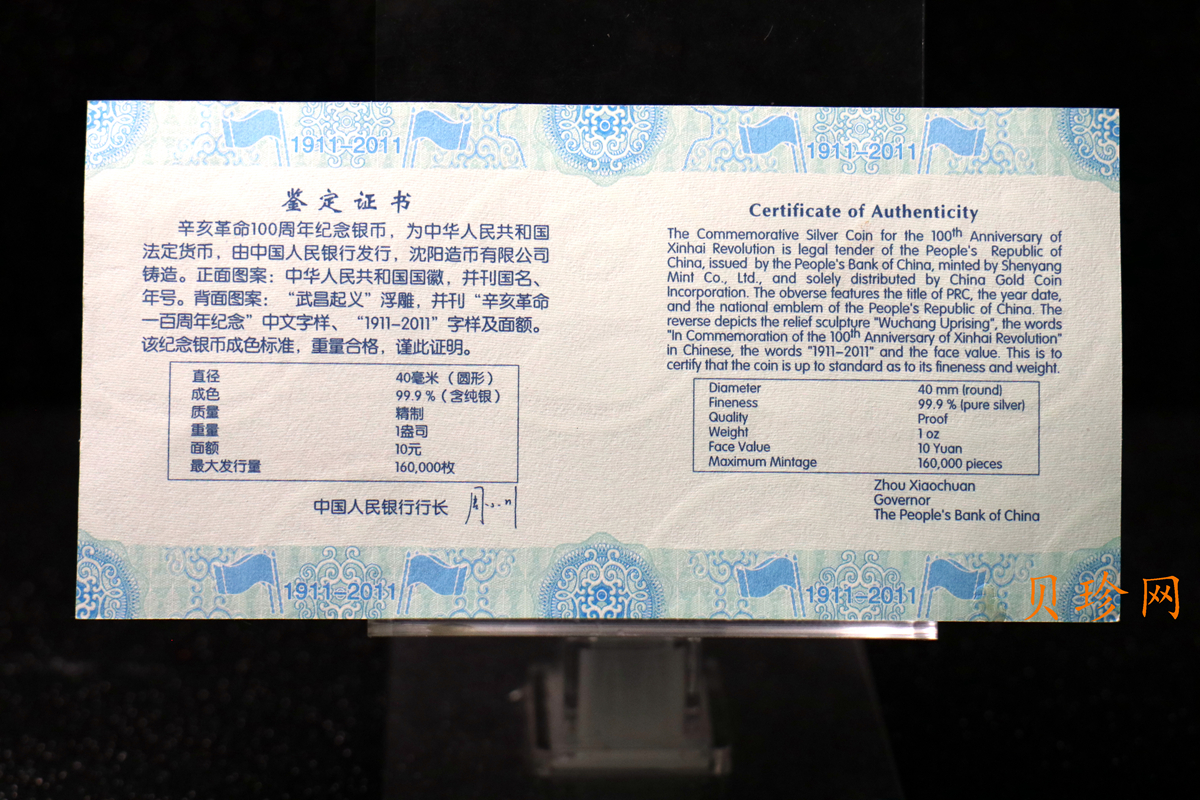 1911-2011
1911-2011
鉴定证书
辛亥革命100周年纪念银币，为中华人民共和国
法定货币，由中国人民银行发行，沈阳造币有限公司
铸造。正面图案：中华人民共和国国徽，并刊国名、
年号。背面图案：“武昌起义”浮雕，并刊“辛亥革命
一百周年纪念”中文字样、“1911-2011”字样及面额。
该纪念银币成色标准，重量合格，谨此证明。
直径 40毫米（圆形）
成色 99.9%（含纯银）
质量 精制
重量 1盎司
面额 10元
最大发行量 160,000枚
中国人民银行行长
Certificate of Authenticity
The Commemorative Silver Coin for the 100th Anniversary of
Xinhai Revolution is legal tender of the People's Republic of
China, issued by the People's Bank of China, minted by Shenyang
Mint Co., Ltd., and solely distributed by China Gold Coin
Incorporation. The obverse features the title of PRC, the year date,
and the national emblem of the People's Republic of China. The
reverse depicts the relief sculpture "Wuchang Uprising", the words
"In Commemoration of the 100th Anniversary of Xinhai Revolution"
in Chinese, the words "1911-2011" and the face value. This is to
certify that the coin is up to standard as to its fineness and weight.
Diameter 40 mm (round)
Fineness 99.9 % (pure silver)
Quality Proof
Weight 1 oz
Face Value 10 Yuan
Maximum Mintage 160,000 pieces
Zhou Xiaochuan
Governor
The People's Bank of China
1911-2011
1911-2011
贝珍网